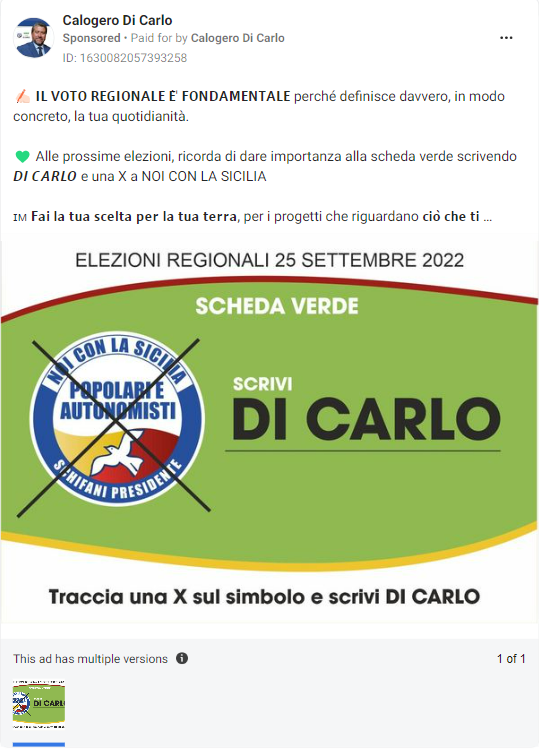 Calogero Di Carlo
Sponsored • Paid for by Calogero Di Carlo
ID: 1630082057393258
✍🏻 IL VOTO REGIONALE È' FONDAMENTALE perché definisce davvero, in modo
concreto, la tua quotidianità.
💚 Alle prossime elezioni, ricorda di dare importanza alla scheda verde scrivendo
DI CARLO e una X a NOI CON LA SICILIA
IM Fai la tua scelta per la tua terra, per i progetti che riguardano ciò che ti ...
ELEZIONI REGIONALI 25 SETTEMBRE 2022
SCHEDA VERDE
NOI CON LA SICILIA
POPOLARI E
AUTONOMISTI
SCHIFANI PRESIDENTE
SCRIVI
DI CARLO
Traccia una X sul simbolo e scrivi DI CARLO
This ad has multiple versions
1 of 1
DI CARLO